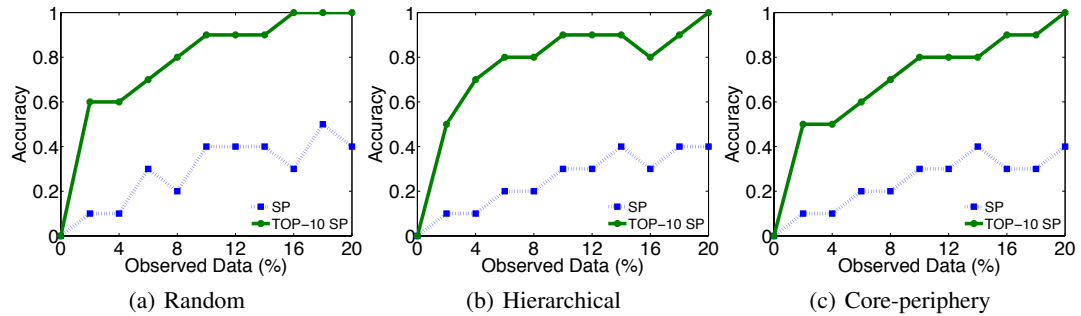 1
0.8
0.6
0.4
0.2
0
Accuracy
0 4 8 12 16 20
Observed Data (%)
SP
TOP-10 SP
(a) Random
1
0.8
0.6
0.4
0.2
0
Accuracy
0 4 8 12 16 20
Observed Data (%)
SP
TOP-10 SP
(b) Hierarchical
1
0.8
0.6
0.4
0.2
0
Accuracy
0 4 8 12 16 20
Observed Data (%)
SP
TOP-10 SP
(c) Core-periphery